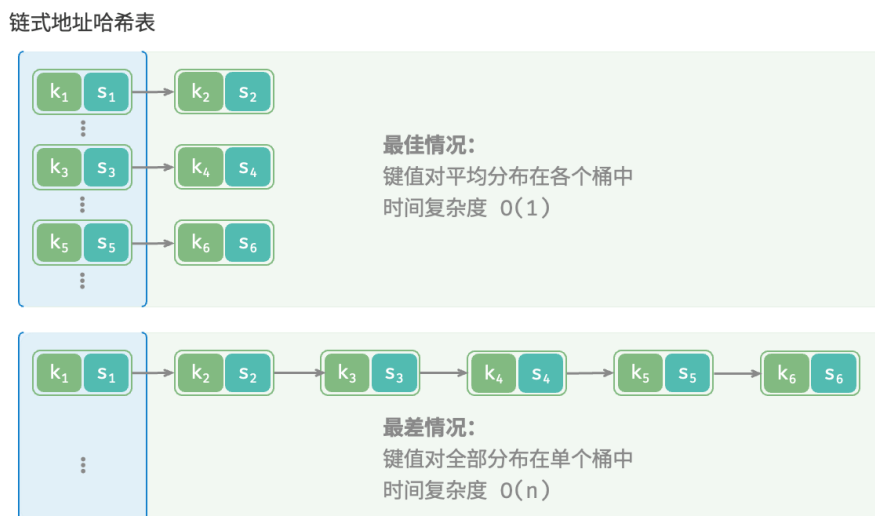 链式地址哈希表
k₁ s₁ k₂ s₂
k₃ s₃ k₄ s₄
k₅ s₅ k₆ s₆
最佳情况：
键值对平均分布在各个桶中
时间复杂度 O(1)
k₁ s₁ k₂ s₂ k₃ s₃ k₄ s₄ k₅ s₅ k₆ s₆
最差情况：
键值对全部分布在单个桶中
时间复杂度 O(n)